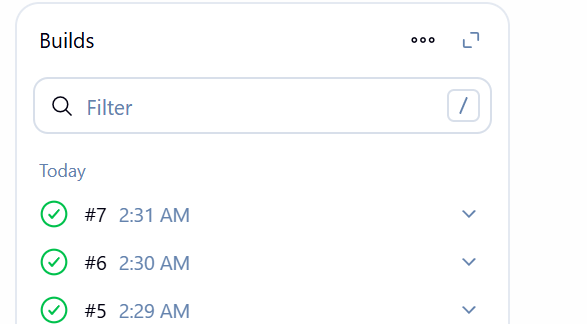 Builds
Filter /
Today
#7 2:31 AM
#6 2:30 AM
#5 2:29 AM